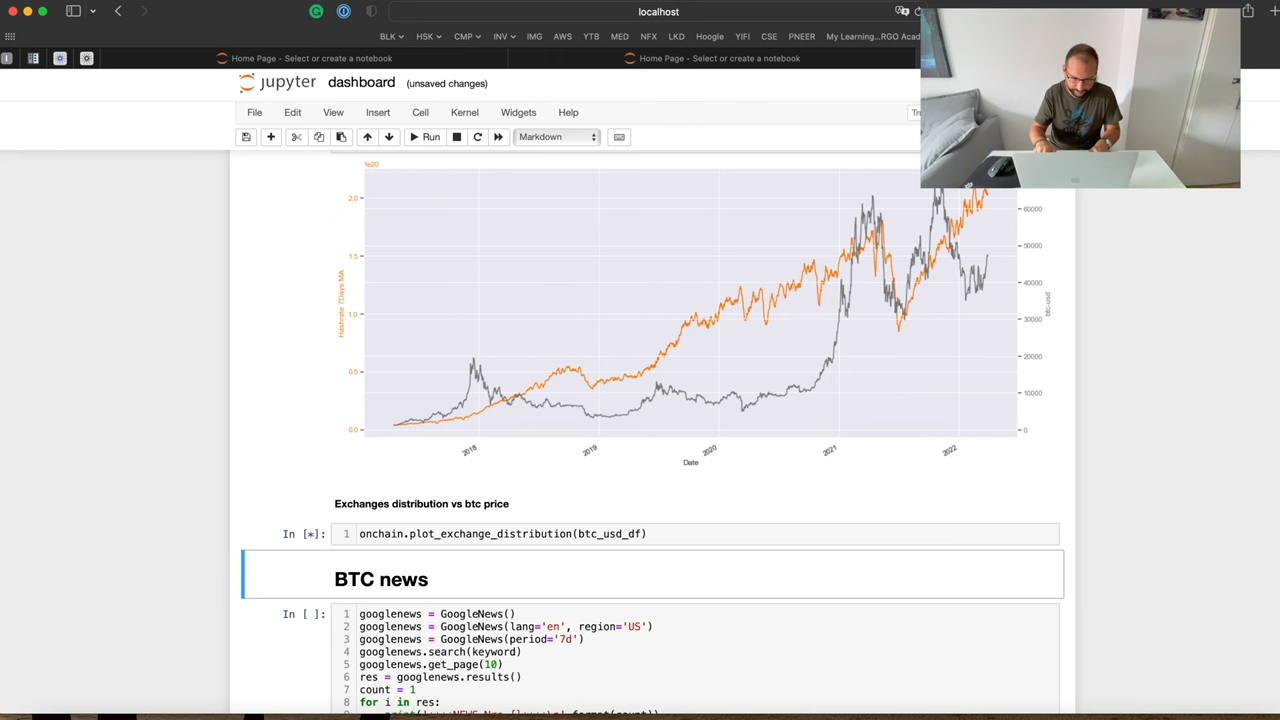 localhost
BLK HSK CMP INV IMG AWS YTB MED NFX LKD Hoogle YIFI CSE PNEER My Learning...RGO Acad
Home Page - Select or create a notebook
Home Page - Select or create a notebook
jupyter dashboard (unsaved changes)
File Edit View Insert Cell Kernel Widgets Help
Run Markdown
1e20
2.0
1.5
1.0
0.5
0.0
Hashrate 7Days MA
60000
50000
40000
30000
20000
10000
0
btc-usd
2018 2019 2020 2021 2022
Date
Exchanges distribution vs btc price
In [*]: 1 onchain.plot_exchange_distribution(btc_usd_df)
BTC news
In [ ]: 1 googlenews = GoogleNews()
2 googlenews = GoogleNews(lang='en', region='US')
3 googlenews = GoogleNews(period='7d')
4 googlenews.search(keyword)
5 googlenews.get_page(10)
6 res = googlenews.results()
7 count = 1
8 for i in res: